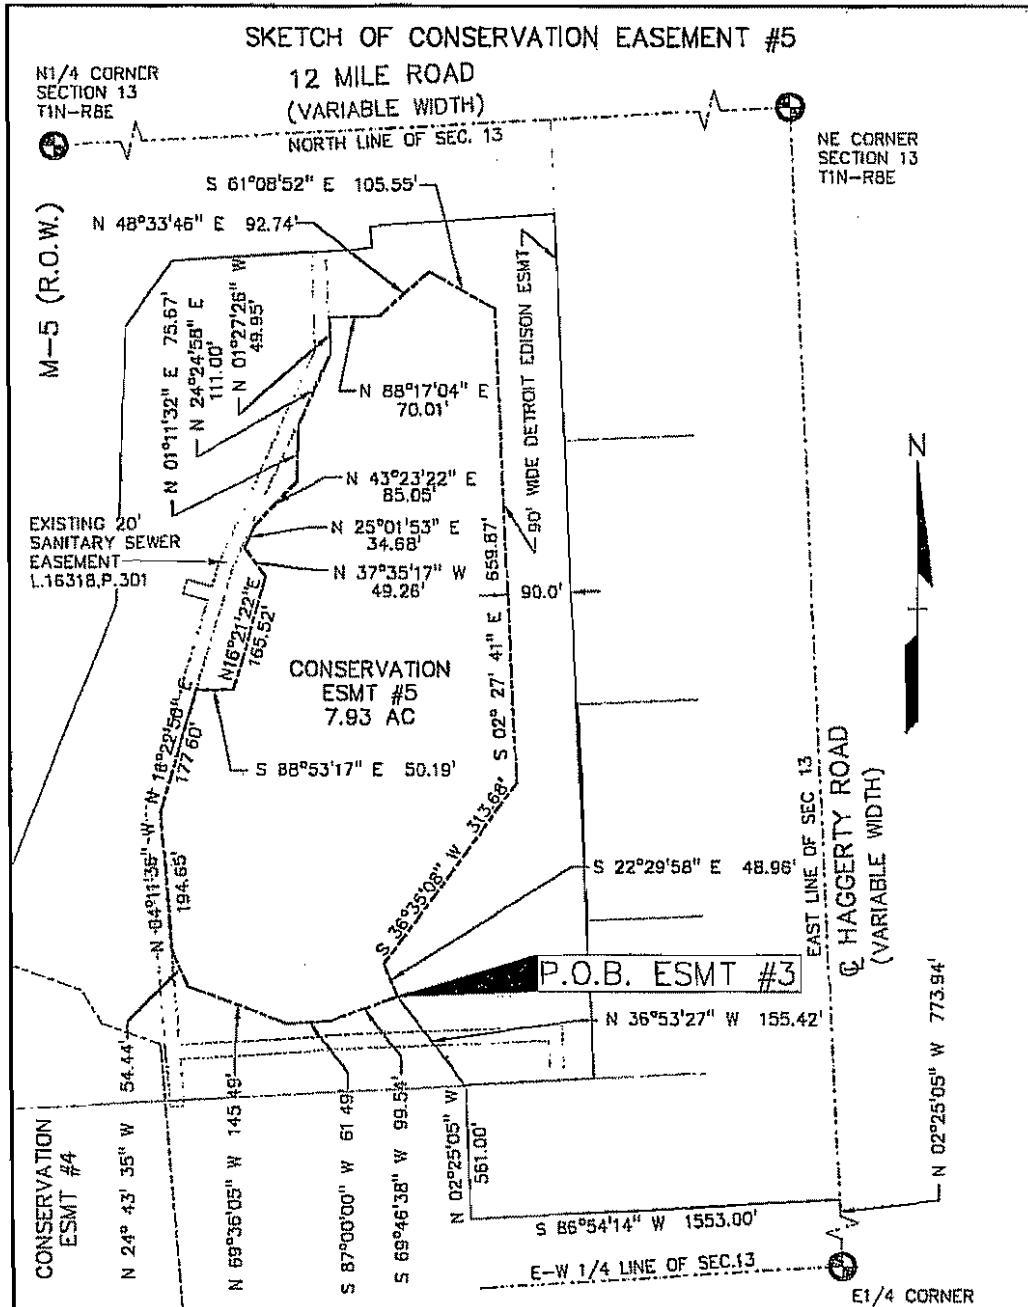 SKETCH OF CONSERVATION EASEMENT #5
N1/4 CORNER
SECTION 13
T1N-R8E
12 MILE ROAD
(VARIABLE WIDTH)
NORTH LINE OF SEC. 13
NE CORNER
SECTION 13
T1N-R8E
S 61°08'52" E 105.55'
N 48°33'46" E 92.74'
M-5 (R.O.W.)
N 01°11'32" E 75.67'
N 24°24'58" E
111.00'
N 01°27'26" W
49.95'
N 88°17'04" E
70.01'
90' WIDE DETROIT EDISON ESMT
N
N 43°23'22" E
85.05'
N 25°01'53" E
34.68'
N 37°35'17" W
49.26'
EXISTING 20'
SANITARY SEWER
EASEMENT
L.16318,P.301
90.0'
S 02° 27' 41" E 659.87'
N16°21'22"E
165.52'
CONSERVATION
ESMT #5
7.93 AC
N 16°22'50" E
177.60'
S 88°53'17" E 50.19'
N 04°11'36" W
194.65'
S 36°35'08" W 313.68'
S 22°29'58" E 48.96'
EAST LINE OF SEC 13
℄ HAGGERTY ROAD
(VARIABLE WIDTH)
P.O.B. ESMT #3
N 36°53'27" W 155.42'
N 02°25'05" W 773.94'
CONSERVATION
ESMT #4
N 24° 43' 35" W 54.44'
N 69°36'05" W 145.49'
S 87°00'00" W 61.49'
S 69°46'38" W 99.54'
N 02°25'05" W
561.00'
S 86°54'14" W 1553.00'
E-W 1/4 LINE OF SEC.13
E1/4 CORNER